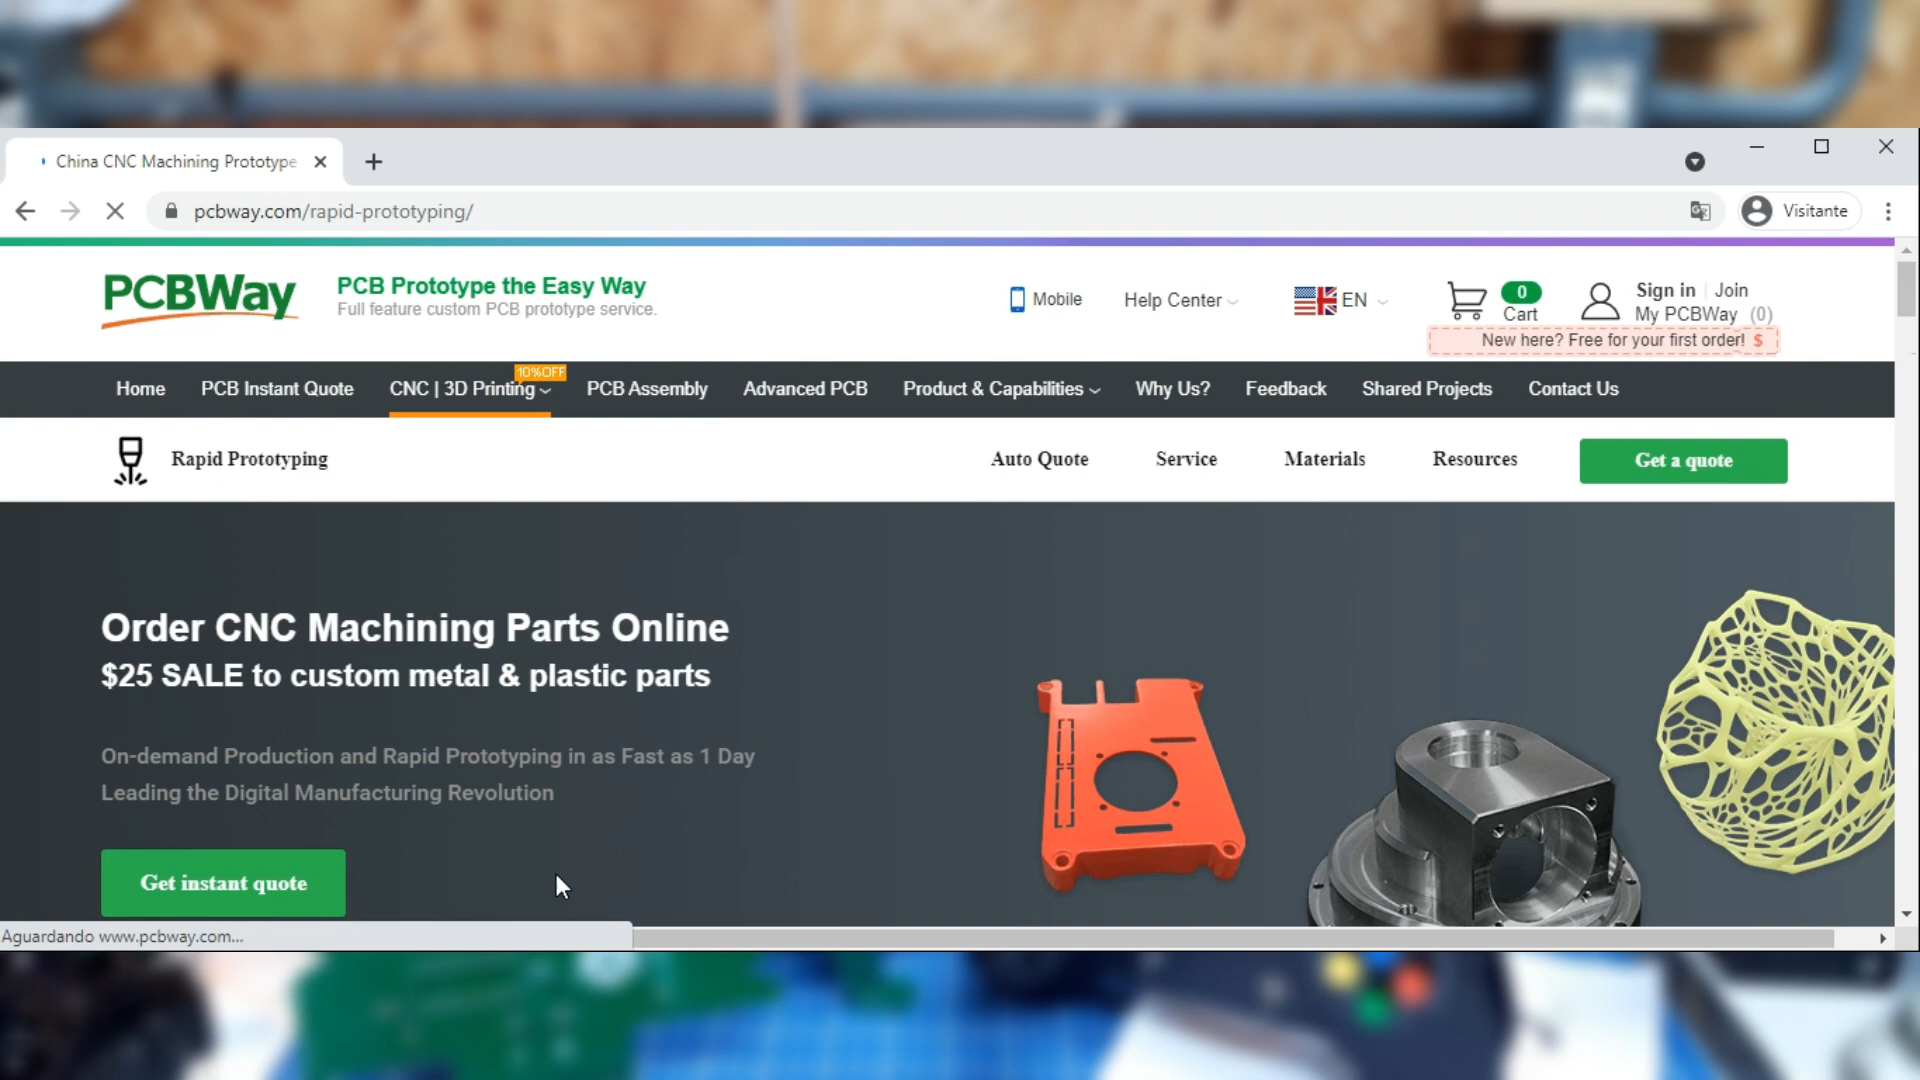 China CNC Machining Prototype
pcbway.com/rapid-prototyping/
Visitante
PCBWay
PCB Prototype the Easy Way
Full feature custom PCB prototype service.
Mobile
Help Center
EN
0
Cart
Sign in | Join
My PCBWay (0)
New here? Free for your first order! $
10%OFF
Home
PCB Instant Quote
CNC | 3D Printing
PCB Assembly
Advanced PCB
Product & Capabilities
Why Us?
Feedback
Shared Projects
Contact Us
Rapid Prototyping
Auto Quote
Service
Materials
Resources
Get a quote
Order CNC Machining Parts Online
$25 SALE to custom metal & plastic parts
On-demand Production and Rapid Prototyping in as Fast as 1 Day
Leading the Digital Manufacturing Revolution
Get instant quote
Aguardando www.pcbway.com...